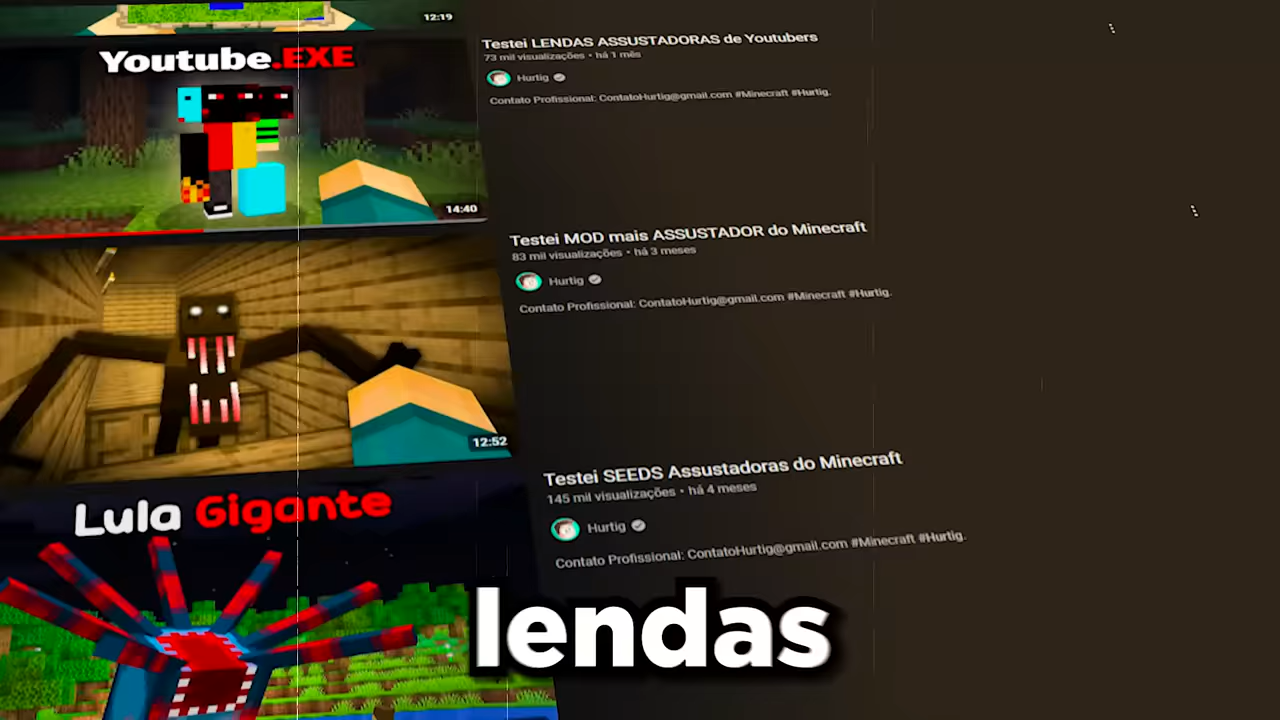 12:19
Youtube.EXE
14:40
Testei LENDAS ASSUSTADORAS de Youtubers
73 mil visualizações • há 1 mês
Hurtig
Contato Profissional: ContatoHurtig@gmail.com #Minecraft #Hurtig.
12:52
Testei MOD mais ASSUSTADOR do Minecraft
83 mil visualizações • há 3 meses
Hurtig
Contato Profissional: ContatoHurtig@gmail.com #Minecraft #Hurtig.
Lula Gigante
Testei SEEDS Assustadoras do Minecraft
145 mil visualizações • há 4 meses
Hurtig
Contato Profissional: ContatoHurtig@gmail.com #Minecraft #Hurtig.
lendas